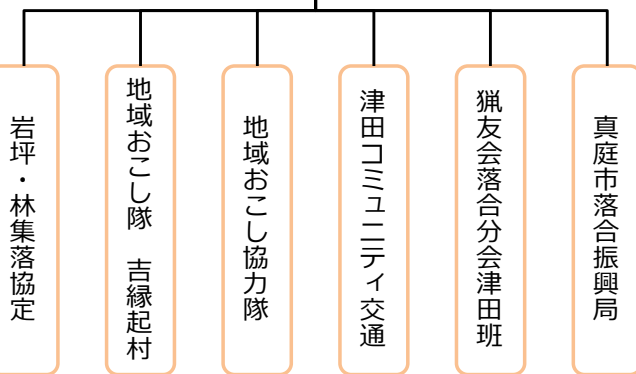 岩坪・林集落協定
地域おこし隊　吉縁起村
地域おこし協力隊
津田コミュニティ交通
猟友会落合分会津田班
真庭市落合振興局